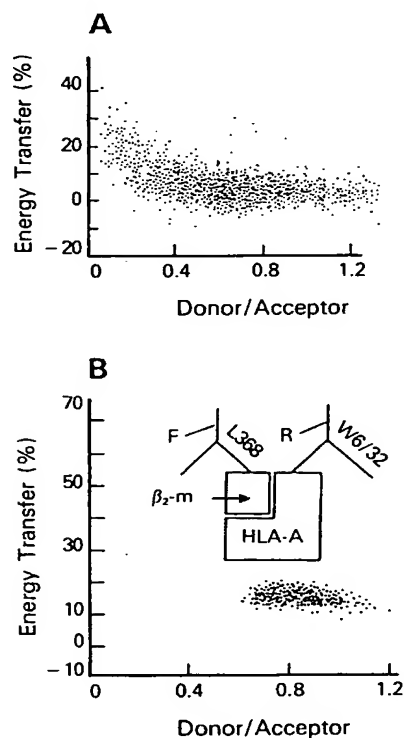 A
Energy Transfer (%)
40
20
0
−20
0 0.4 0.8 1.2
Donor/Acceptor
B
Energy Transfer (%)
70
50
30
10
0
−10
F L368 R W6/32
β₂-m
HLA-A
0 0.4 0.8 1.2
Donor/Acceptor